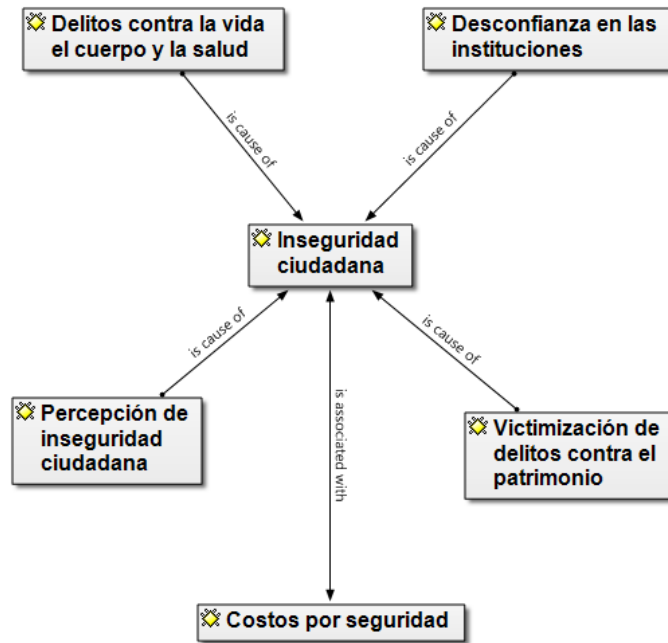 Delitos contra la vida
el cuerpo y la salud
Desconfianza en las
instituciones
is cause of
is cause of
Inseguridad
ciudadana
is cause of
is cause of
is associated with
Percepción de
inseguridad
ciudadana
Victimización de
delitos contra el
patrimonio
Costos por seguridad